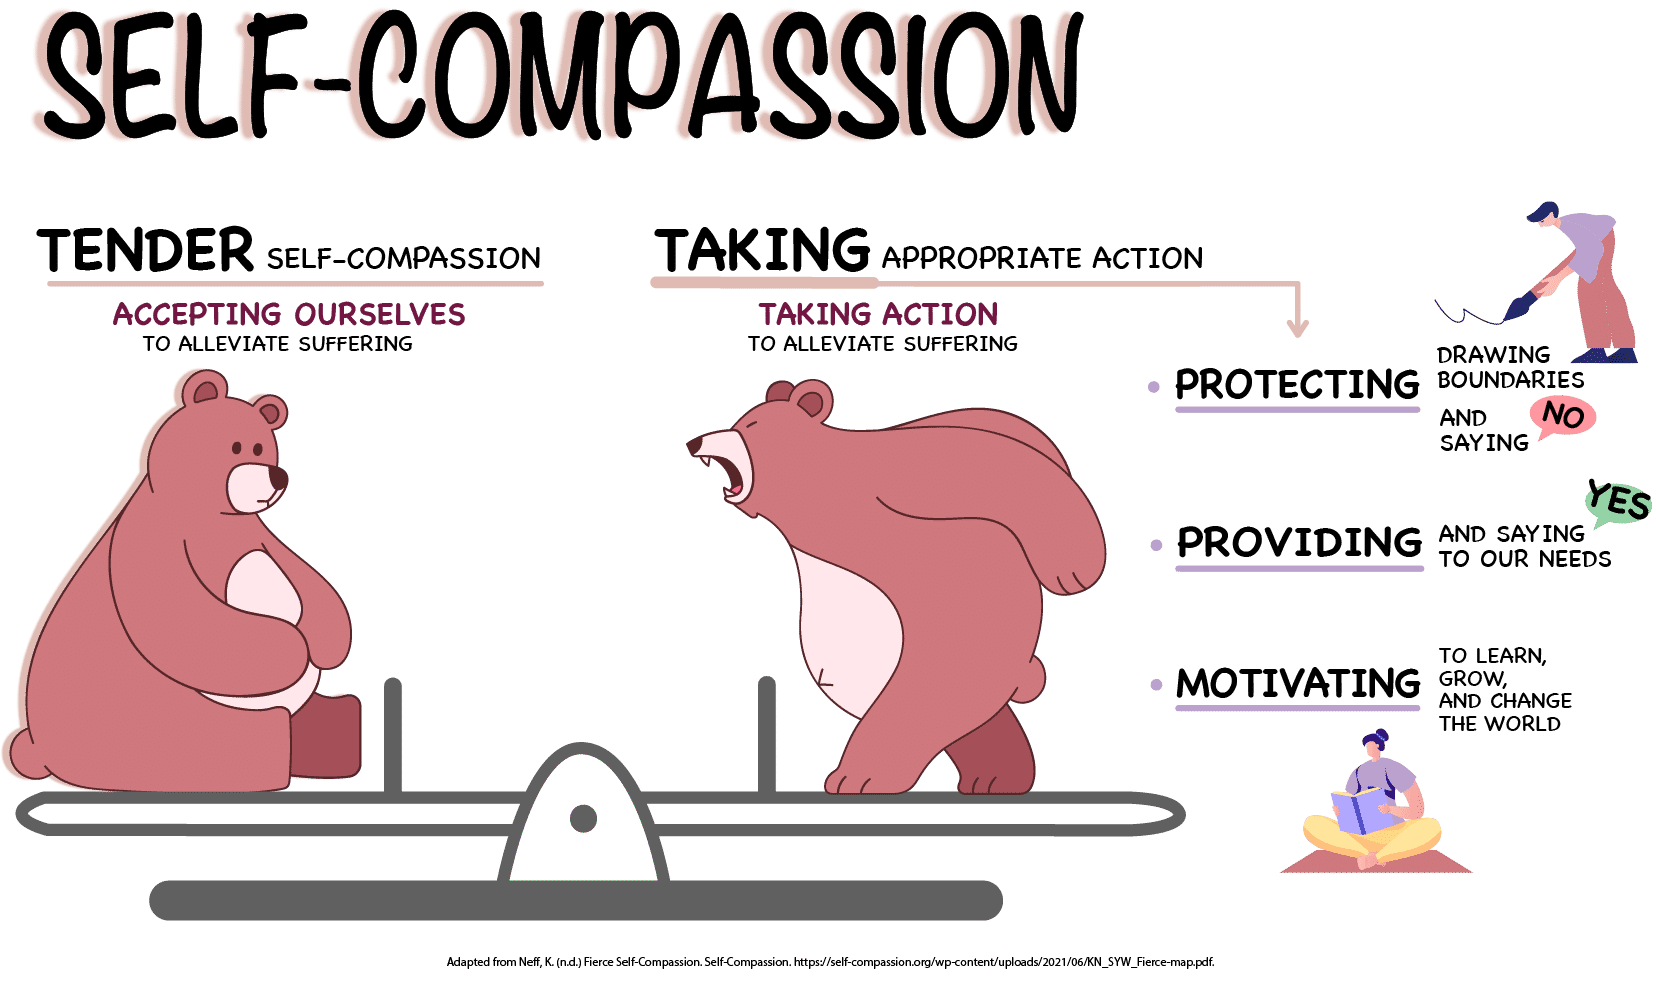 SELF-COMPASSION
TENDER SELF-COMPASSION
ACCEPTING OURSELVES
TO ALLEVIATE SUFFERING
TAKING APPROPRIATE ACTION
TAKING ACTION
TO ALLEVIATE SUFFERING
• PROTECTING
DRAWING
BOUNDARIES
AND
SAYING
NO
• PROVIDING
YES
AND SAYING
TO OUR NEEDS
• MOTIVATING
TO LEARN,
GROW,
AND CHANGE
THE WORLD
Adapted from Neff, K. (n.d.) Fierce Self-Compassion. Self-Compassion. https://self-compassion.org/wp-content/uploads/2021/06/KN_SYW_Fierce-map.pdf.